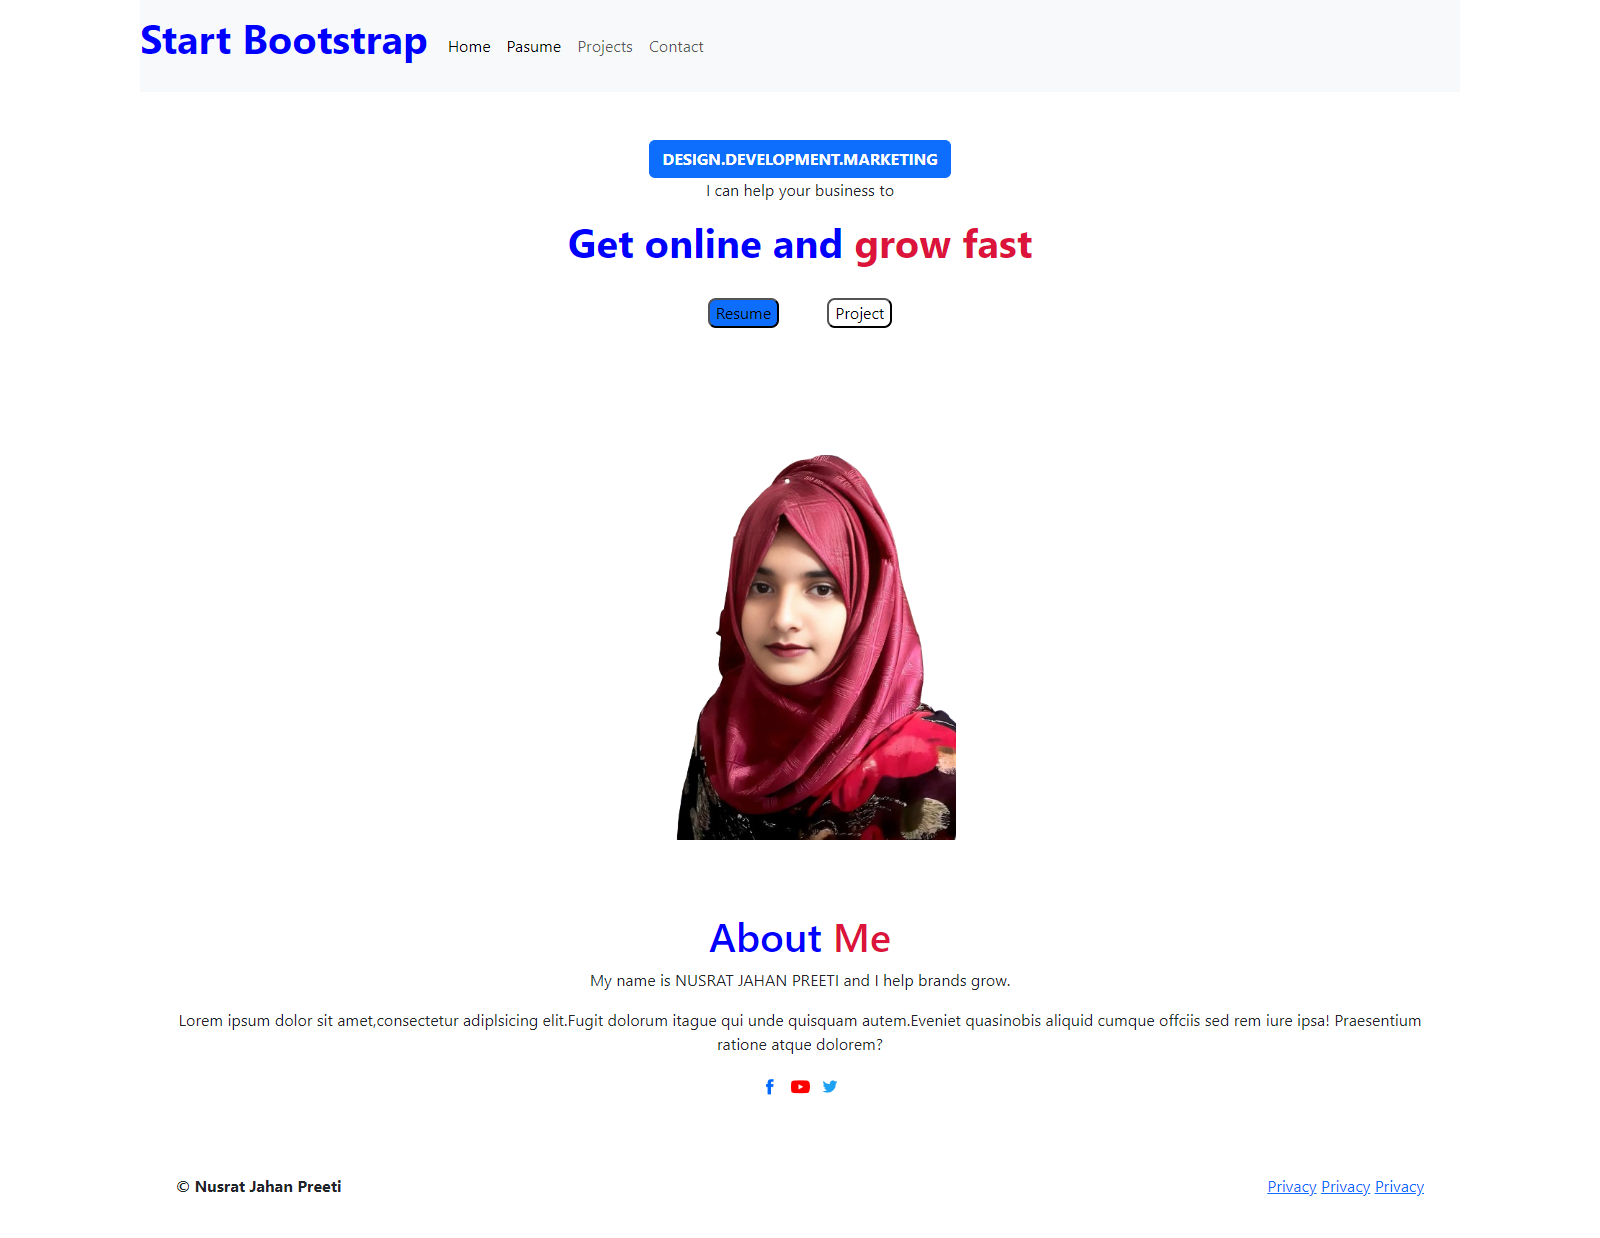 Start Bootstrap Home Pasume Projects Contact
DESIGN.DEVELOPMENT.MARKETING
I can help your business to
Get online and grow fast
Resume Project
About Me
My name is NUSRAT JAHAN PREETI and I help brands grow.
Lorem ipsum dolor sit amet,consectetur adiplsicing elit.Fugit dolorum itague qui unde quisquam autem.Eveniet quasinobis aliquid cumque offciis sed rem iure ipsa! Praesentium
ratione atque dolorem?
© Nusrat Jahan Preeti Privacy Privacy Privacy